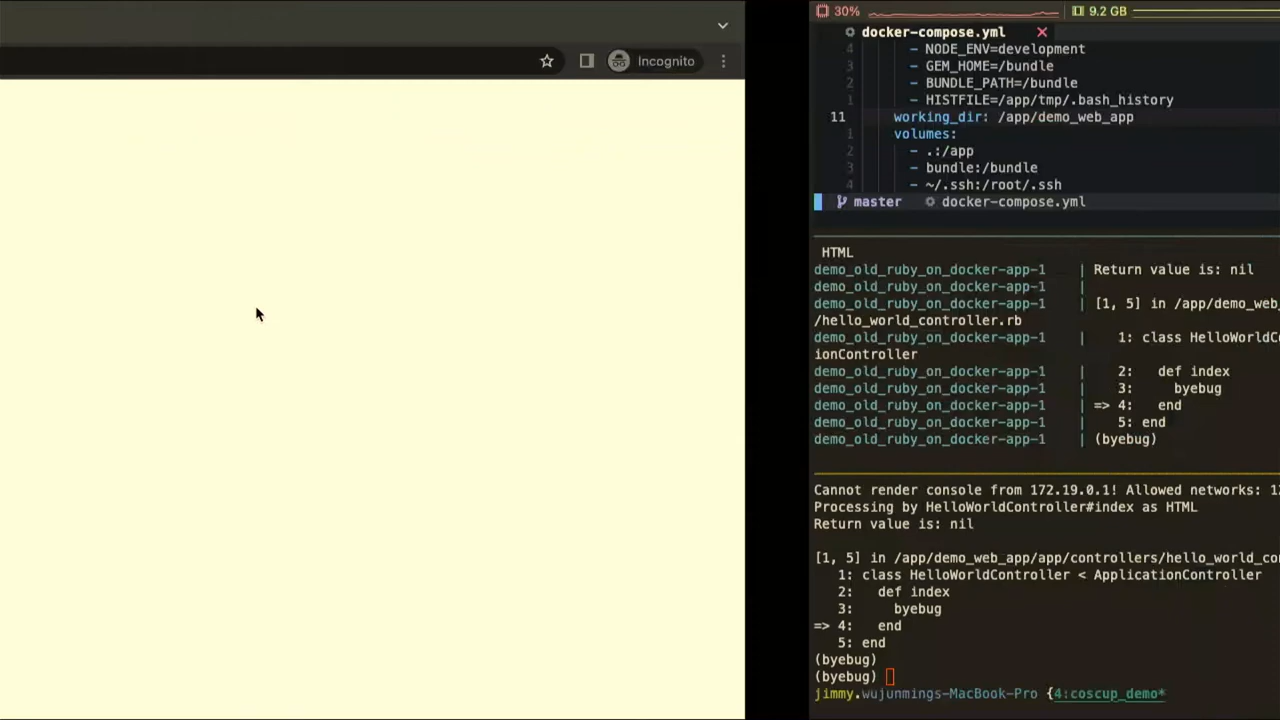 Incognito
30%
9.2 GB
docker-compose.yml
4 - NODE_ENV=development
3 - GEM_HOME=/bundle
2 - BUNDLE_PATH=/bundle
1 - HISTFILE=/app/tmp/.bash_history
11 working_dir: /app/demo_web_app
1 volumes:
2 - .:/app
3 - bundle:/bundle
4 - ~/.ssh:/root/.ssh
master docker-compose.yml
HTML
demo_old_ruby_on_docker-app-1 | Return value is: nil
demo_old_ruby_on_docker-app-1 |
demo_old_ruby_on_docker-app-1 | [1, 5] in /app/demo_web_
/hello_world_controller.rb
demo_old_ruby_on_docker-app-1 | 1: class HelloWorldC
ionController
demo_old_ruby_on_docker-app-1 | 2: def index
demo_old_ruby_on_docker-app-1 | 3: byebug
demo_old_ruby_on_docker-app-1 | => 4: end
demo_old_ruby_on_docker-app-1 | 5: end
demo_old_ruby_on_docker-app-1 | (byebug)
Cannot render console from 172.19.0.1! Allowed networks: 12
Processing by HelloWorldController#index as HTML
Return value is: nil
[1, 5] in /app/demo_web_app/app/controllers/hello_world_co
1: class HelloWorldController < ApplicationController
2: def index
3: byebug
=> 4: end
5: end
(byebug)
(byebug)
jimmy.wujunmings-MacBook-Pro {4:coscup_demo*